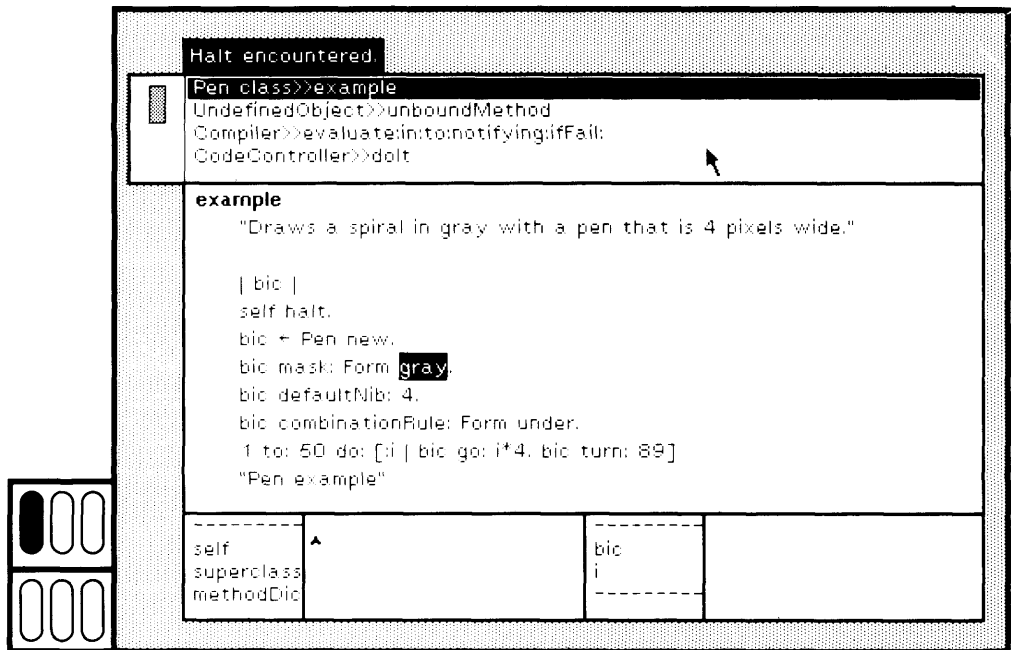 Halt encountered.
Pen class>>example
UndefinedObject>>unboundMethod
Compiler>>evaluate:in:to:notifying:ifFail:
CodeController>>doIt
example
"Draws a spiral in gray with a pen that is 4 pixels wide."
| bic |
self halt.
bic ← Pen new.
bic mask: Form gray.
bic defaultNib: 4.
bic combinationRule: Form under.
1 to: 50 do: [:i | bic go: i*4. bic turn: 89]
"Pen example"
self
superclass
methodDic
bic
i